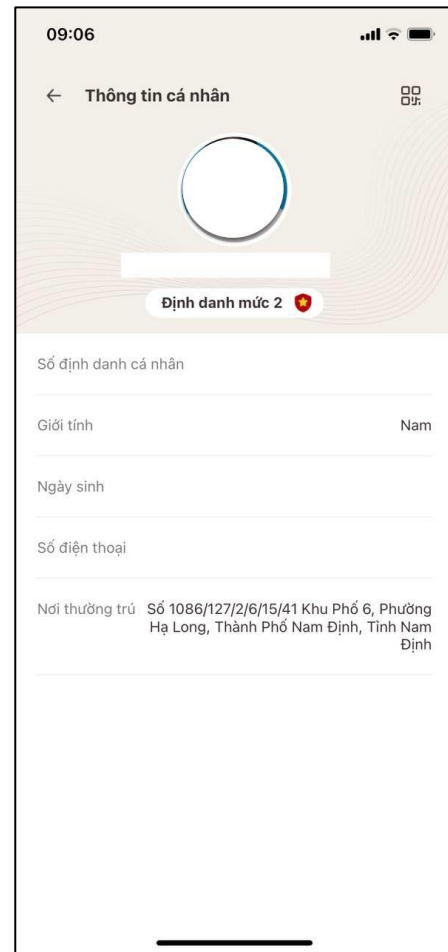 09:06
Thông tin cá nhân
Định danh mức 2
Số định danh cá nhân
Giới tính Nam
Ngày sinh
Số điện thoại
Nơi thường trú Số 1086/127/2/6/15/41 Khu Phố 6, Phường
Hạ Long, Thành Phố Nam Định, Tỉnh Nam
Định